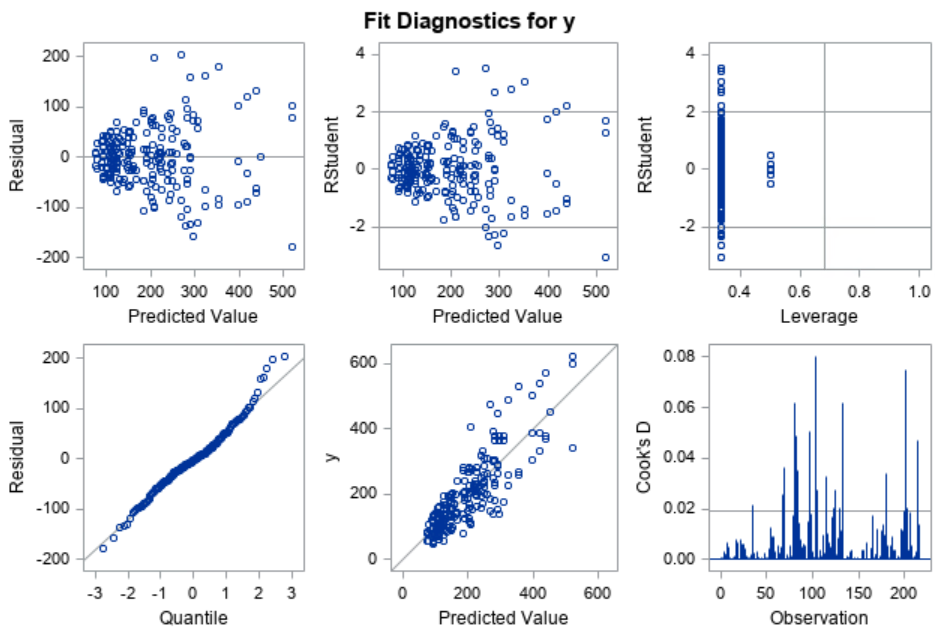 Fit Diagnostics for y
200
100
0
-100
-200
Residual
100 200 300 400 500
Predicted Value
4
2
0
-2
RStudent
100 200 300 400 500
Predicted Value
4
2
0
-2
RStudent
0.4 0.6 0.8 1.0
Leverage
200
100
0
-100
-200
Residual
-3 -2 -1 0 1 2 3
Quantile
600
400
200
0
y
0 200 400 600
Predicted Value
0.08
0.06
0.04
0.02
0.00
Cook's D
0 50 100 150 200
Observation